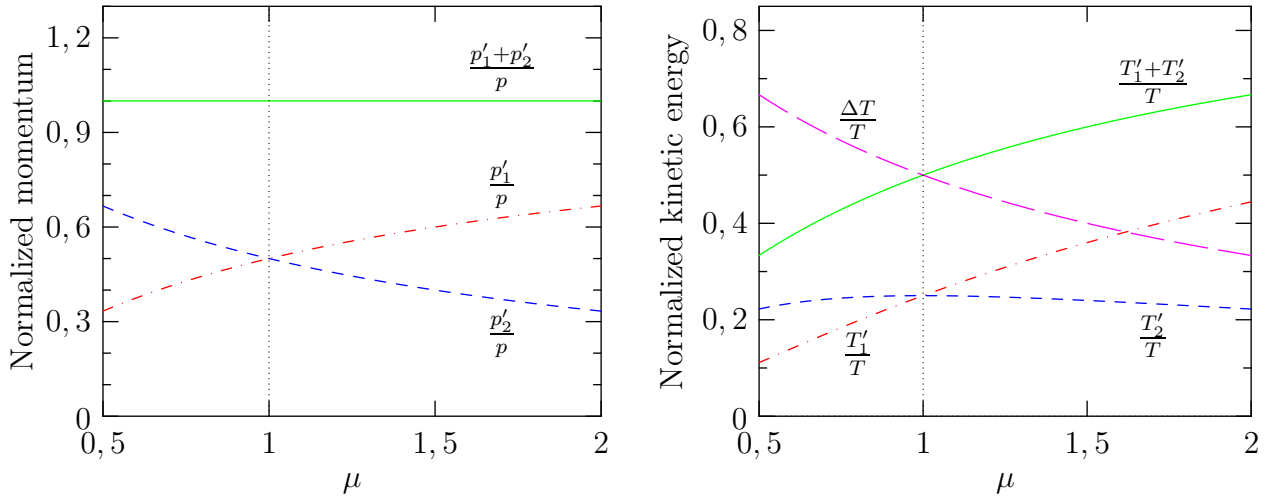 Normalized momentum
1, 2
0, 9
0, 6
0, 3
0
0, 5
1
1, 5
2
μ
p′₁+p′₂
p
p′₁
p
p′₂
p
Normalized kinetic energy
0, 8
0, 6
0, 4
0, 2
0
0, 5
1
1, 5
2
μ
T′₁+T′₂
T
ΔT
T
T′₁
T
T′₂
T